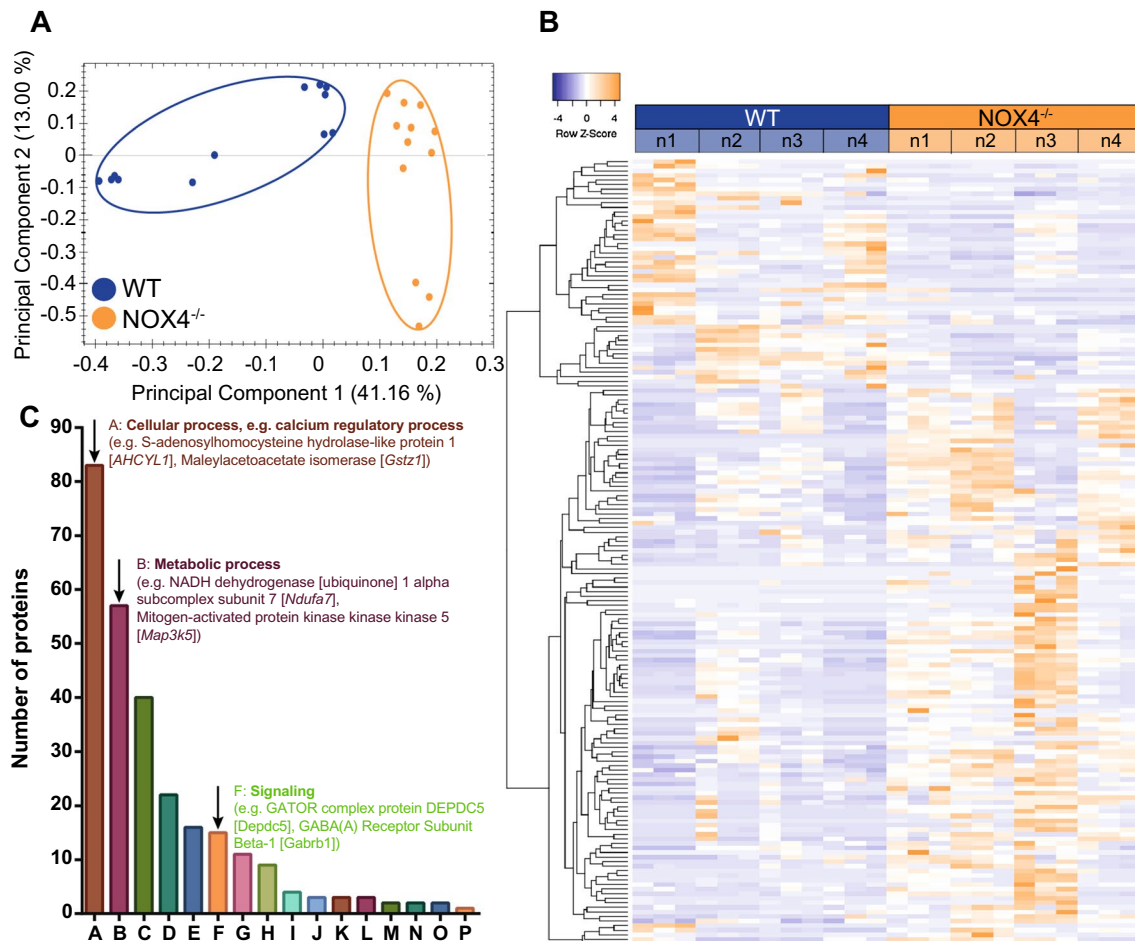 A
0.2
0.1
0
-0.1
-0.2
-0.3
-0.4
-0.5
Principal Component 2 (13.00 %)
WT
NOX4-/-
-0.4
-0.3
-0.2
-0.1
0
0.1
0.2
0.3
Principal Component 1 (41.16 %)
B
-4 0 4
Row Z-Score
WT
NOX4-/-
n1 n2 n3 n4 n1 n2 n3 n4
C
90
80
70
60
50
40
30
20
10
0
Number of proteins
A: Cellular process, e.g. calcium regulatory process
(e.g. S-adenosylhomocysteine hydrolase-like protein 1
[AHCYL1], Maleylacetoacetate isomerase [Gstz1])
B: Metabolic process
(e.g. NADH dehydrogenase [ubiquinone] 1 alpha
subcomplex subunit 7 [Ndufa7],
Mitogen-activated protein kinase kinase kinase 5
[Map3k5])
F: Signaling
(e.g. GATOR complex protein DEPDC5
[Depdc5], GABA(A) Receptor Subunit
Beta-1 [Gabrb1])
A B C D E F G H I J K L M N O P